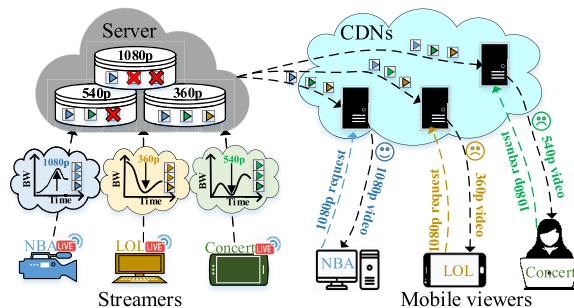 Server
CDNs
1080p
540p
360p
1080p
BW
Time
360p
BW
Time
540p
BW
Time
NBA LIVE
LOL LIVE
Concert LIVE
Streamers
1080p request
1080p video
1080p request
360p video
1080p request
540p video
NBA
LOL
Concert
Mobile viewers